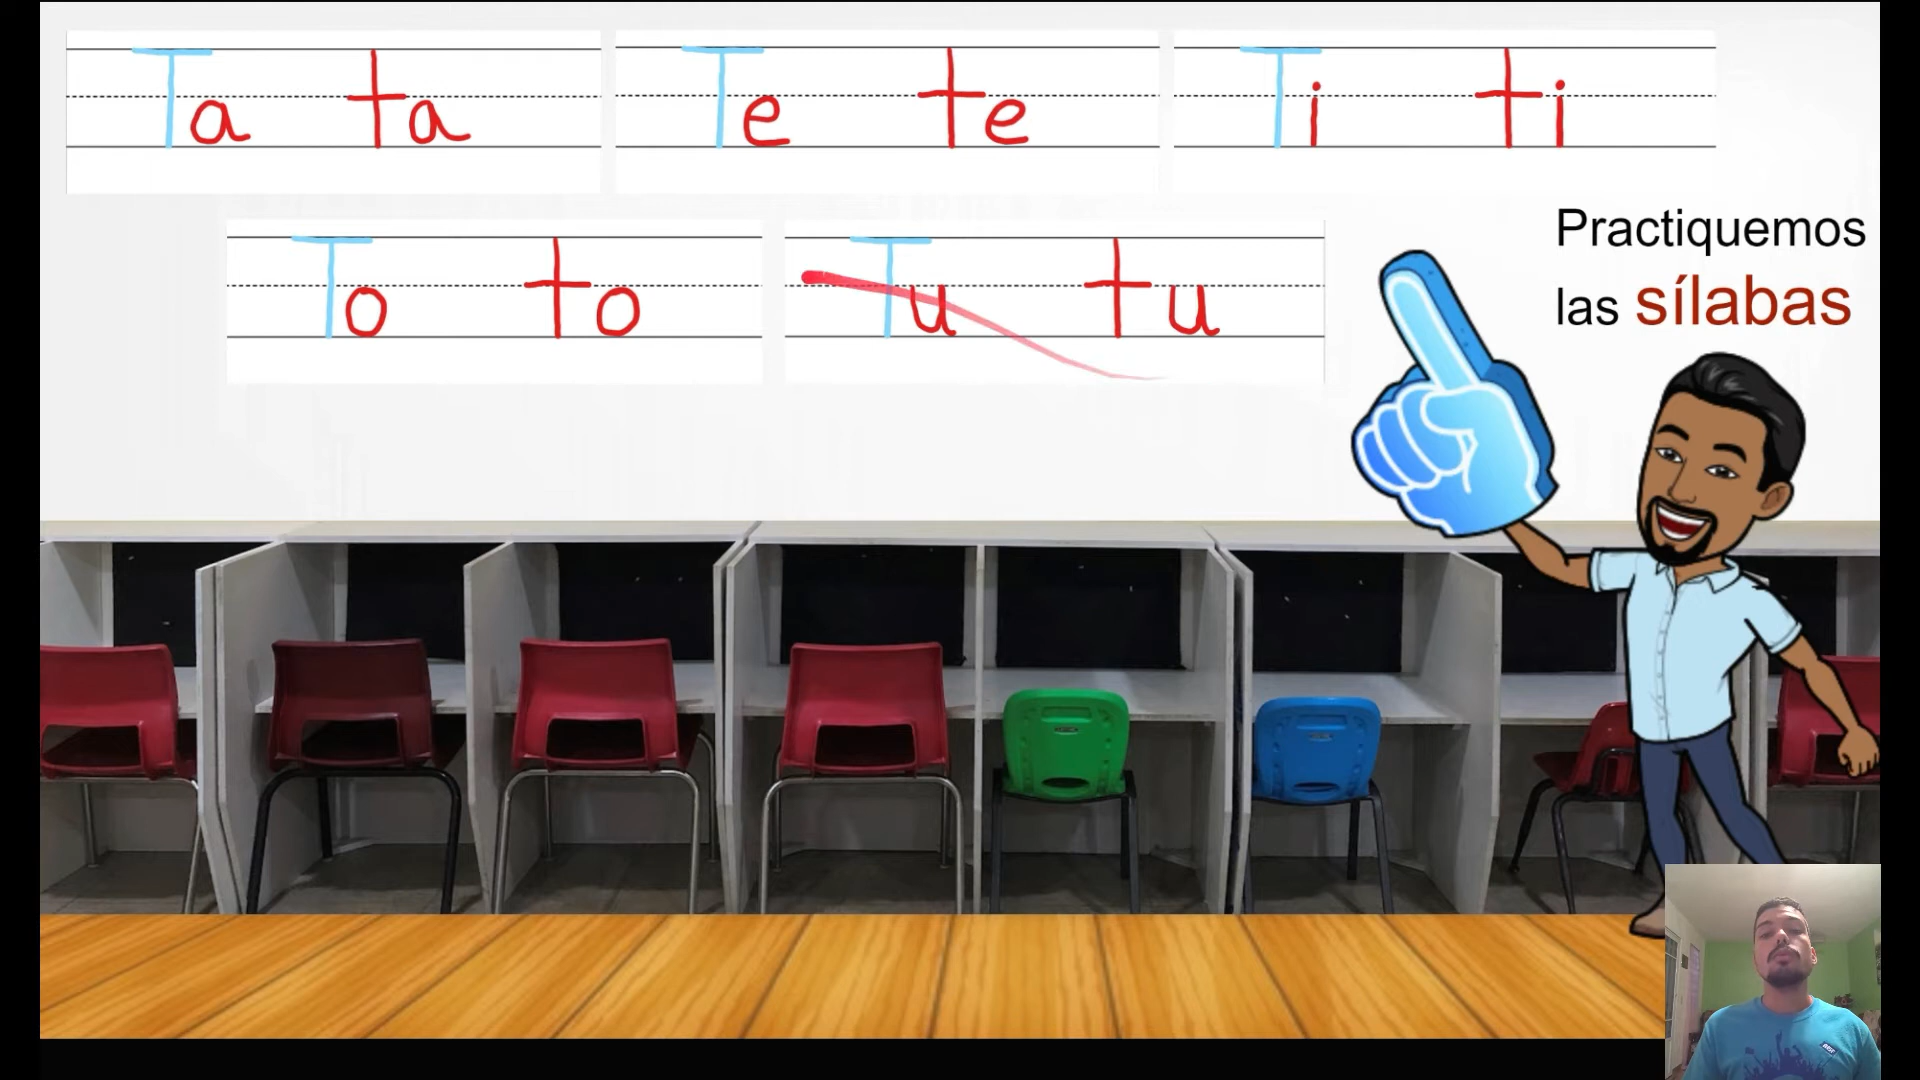 Ta ta Te te Ti ti
To to Tu tu
Practiquemos
las sílabas